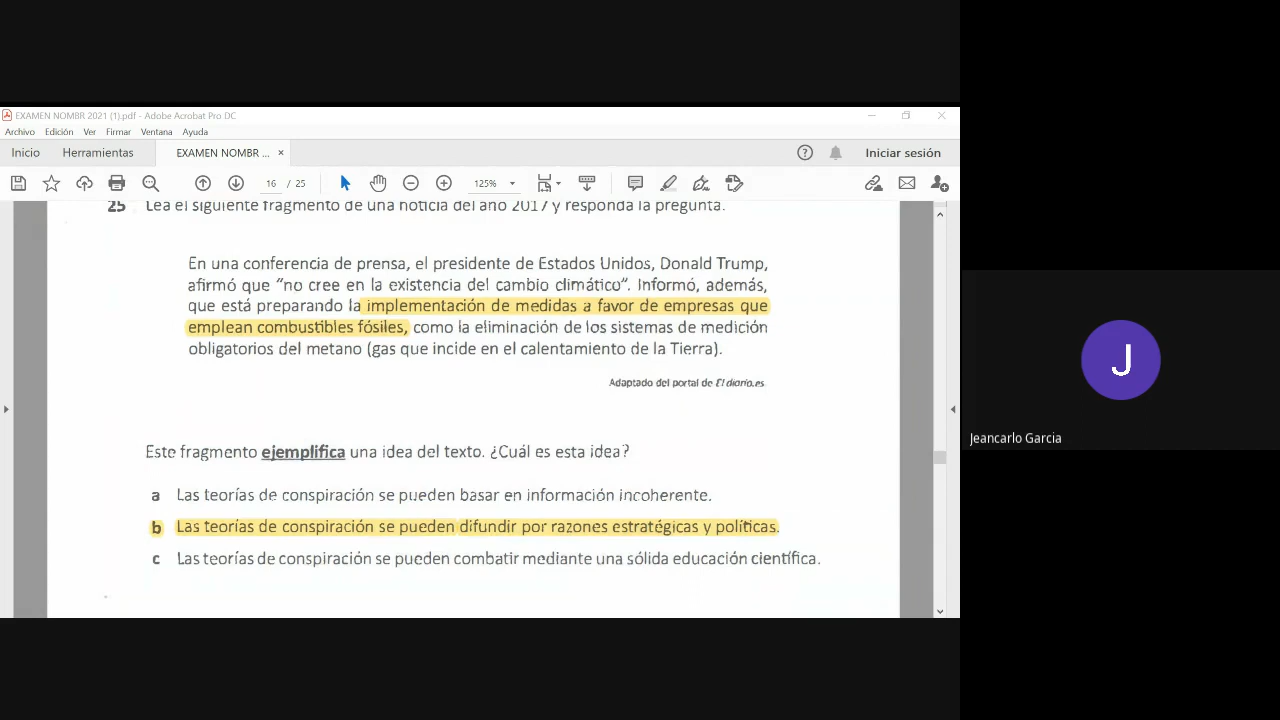 EXAMEN NOMBR 2021 (1).pdf - Adobe Acrobat Pro DC
Archivo Edición Ver Firmar Ventana Ayuda
Inicio Herramientas EXAMEN NOMBR ... × Iniciar sesión
16 / 25 125%
25 Lea el siguiente fragmento de una noticia del año 2017 y responda la pregunta.
En una conferencia de prensa, el presidente de Estados Unidos, Donald Trump,
afirmó que "no cree en la existencia del cambio climático". Informó, además,
que está preparando la implementación de medidas a favor de empresas que
emplean combustibles fósiles, como la eliminación de los sistemas de medición
obligatorios del metano (gas que incide en el calentamiento de la Tierra).
Adaptado del portal de El diario.es
Este fragmento ejemplifica una idea del texto. ¿Cuál es esta idea?
a Las teorías de conspiración se pueden basar en información incoherente.
b Las teorías de conspiración se pueden difundir por razones estratégicas y políticas.
c Las teorías de conspiración se pueden combatir mediante una sólida educación científica.
J
Jeancarlo Garcia